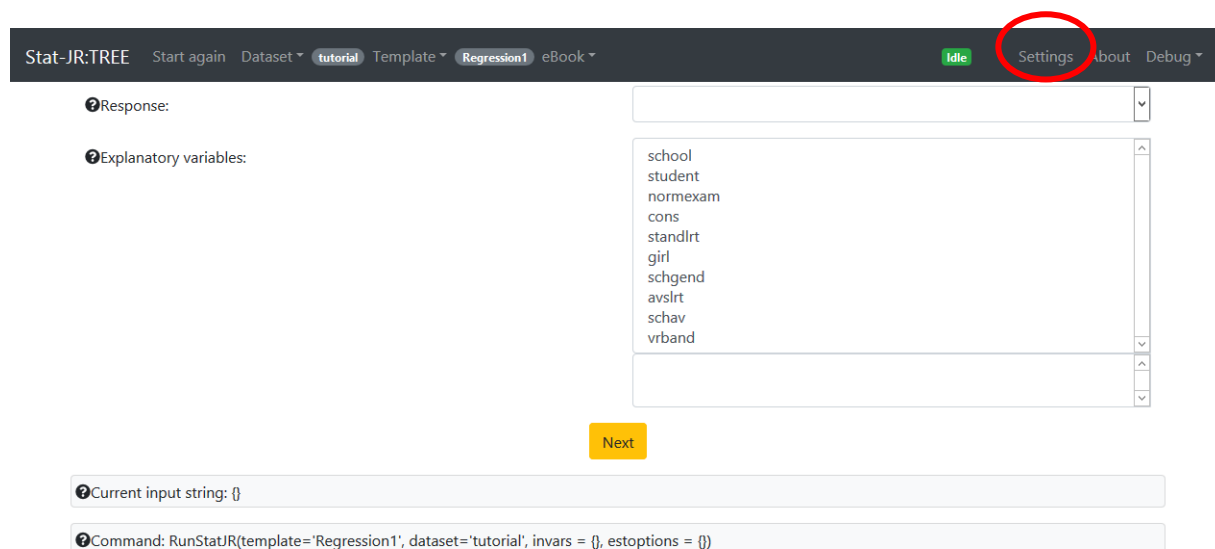 Stat-JR:TREE Start again Dataset tutorial Template Regression1 eBook Idle Settings About Debug
Response:
Explanatory variables:
school
student
normexam
cons
standlrt
girl
schgend
avslrt
schav
vrband
Next
Current input string: {}
Command: RunStatJR(template='Regression1', dataset='tutorial', invars = {}, estoptions = {})